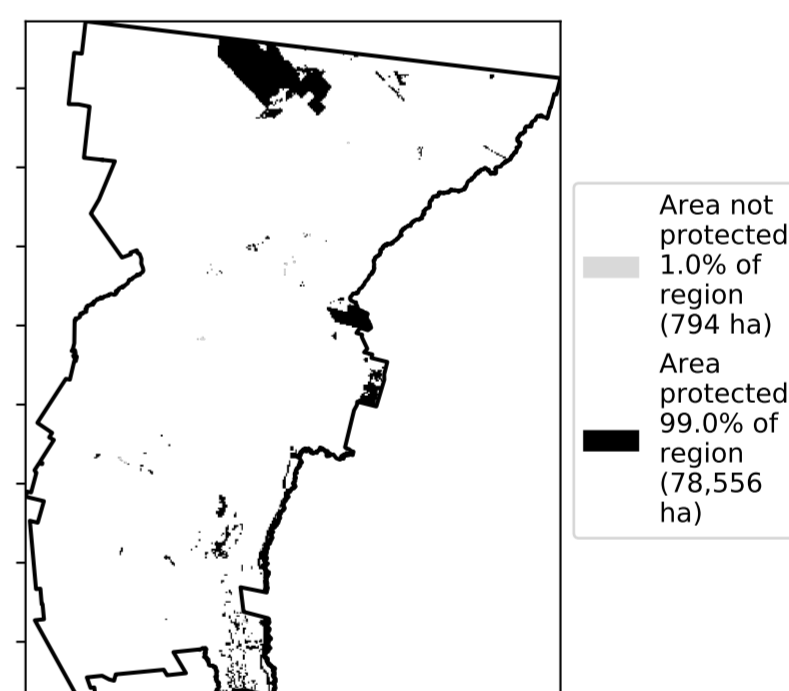 Area not
protected
1.0% of
region
(794 ha)
Area
protected
99.0% of
region
(78,556
ha)